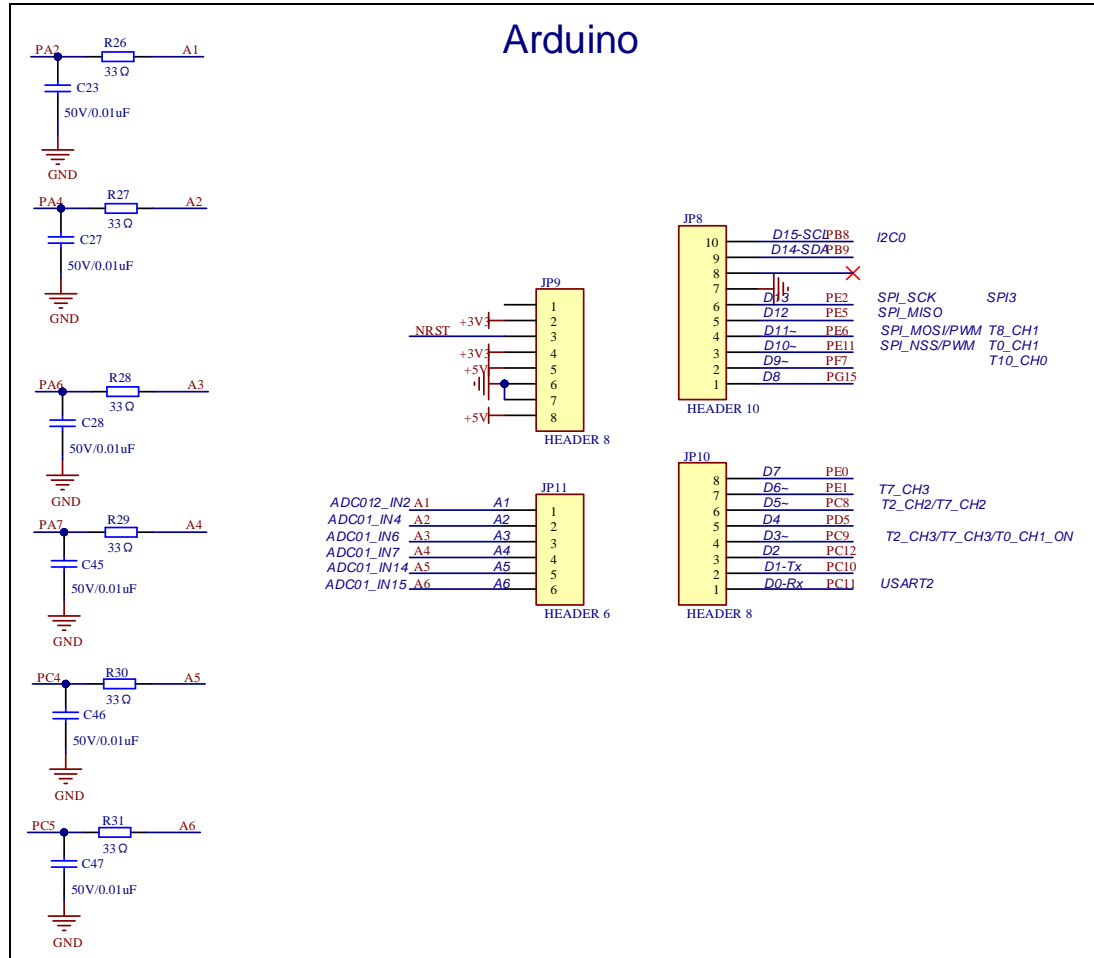 Arduino
PA2 R26 A1
33Ω
C23
50V/0.01uF
GND
PA4 R27 A2
33Ω
C27
50V/0.01uF
GND
PA6 R28 A3
33Ω
C28
50V/0.01uF
GND
PA7 R29 A4
33Ω
C45
50V/0.01uF
GND
PC4 R30 A5
33Ω
C46
50V/0.01uF
GND
PC5 R31 A6
33Ω
C47
50V/0.01uF
GND
JP9
1
+3V3 2
NRST 3
+3V3 4
+5V 5
6
7
+5V 8
HEADER 8
JP11
ADC012_IN2 A1 A1 1
ADC01_IN4 A2 A2 2
ADC01_IN6 A3 A3 3
ADC01_IN7 A4 A4 4
ADC01_IN14 A5 A5 5
ADC01_IN15 A6 A6 6
HEADER 6
JP8
10 D15-SCL PB8 I2C0
9 D14-SDA PB9
8
7
6 D13 PE2 SPI_SCK SPI3
5 D12 PE5 SPI_MISO
4 D11~ PE6 SPI_MOSI/PWM T8_CH1
3 D10~ PE11 SPI_NSS/PWM T0_CH1
2 D9~ PF7 T10_CH0
1 D8 PG15
HEADER 10
JP10
8 D7 PE0
7 D6~ PE1 T7_CH3
6 D5~ PC8 T2_CH2/T7_CH2
5 D4 PD5
4 D3~ PC9 T2_CH3/T7_CH3/T0_CH1_ON
3 D2 PC12
2 D1-Tx PC10
1 D0-Rx PC11 USART2
HEADER 8